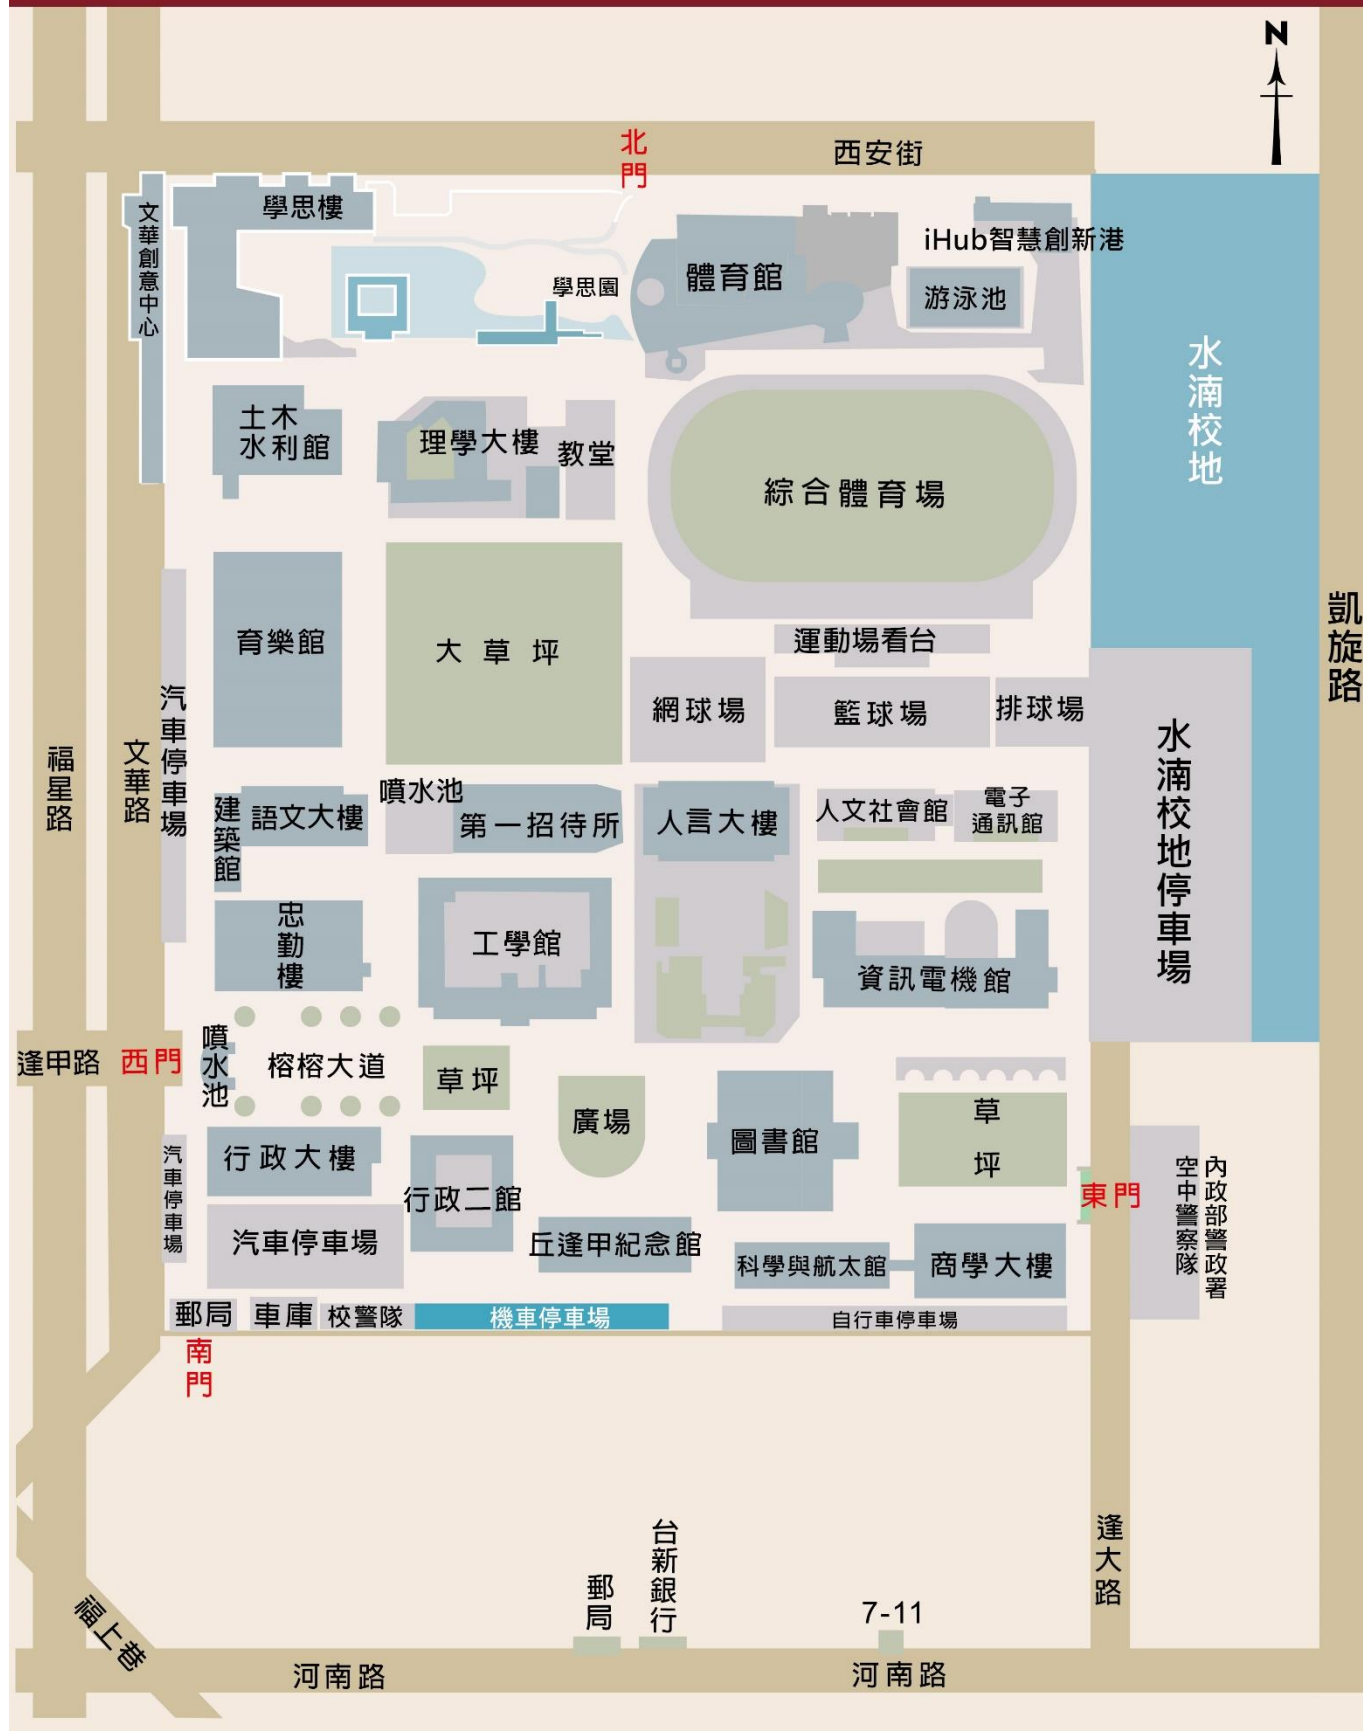 N
北
門
西安街
學思樓
文華創意中心
iHub智慧創新港
體育館
學思園
游泳池
水湳校地
土木
水利館
理學大樓
教堂
綜合體育場
凱旋路
育樂館
大草坪
運動場看台
網球場
籃球場
排球場
汽車停車場
福星路
文華路
水湳校地停車場
噴水池
建築館
語文大樓
第一招待所
人言大樓
人文社會館
電子
通訊館
忠勤樓
工學館
資訊電機館
逢甲路
西門
噴水池
榕榕大道
草坪
廣場
圖書館
草
坪
行政大樓
汽車停車場
行政二館
東門
內政部警政署
空中警察隊
汽車停車場
丘逢甲紀念館
科學與航太館
商學大樓
郵局
車庫
校警隊
機車停車場
自行車停車場
南
門
逢大路
台新銀行
郵局
7-11
福上巷
河南路
河南路